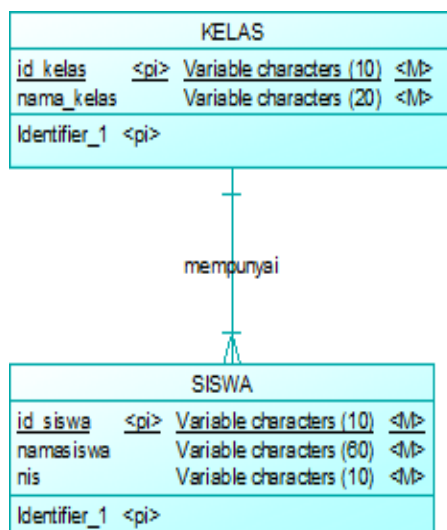 KELAS
id_kelas <pi> Variable characters (10) <M>
nama_kelas Variable characters (20) <M>
Identifier_1 <pi>
mempunyai
SISWA
id_siswa <pi> Variable characters (10) <M>
namasiswa Variable characters (60) <M>
nis Variable characters (10) <M>
Identifier_1 <pi>